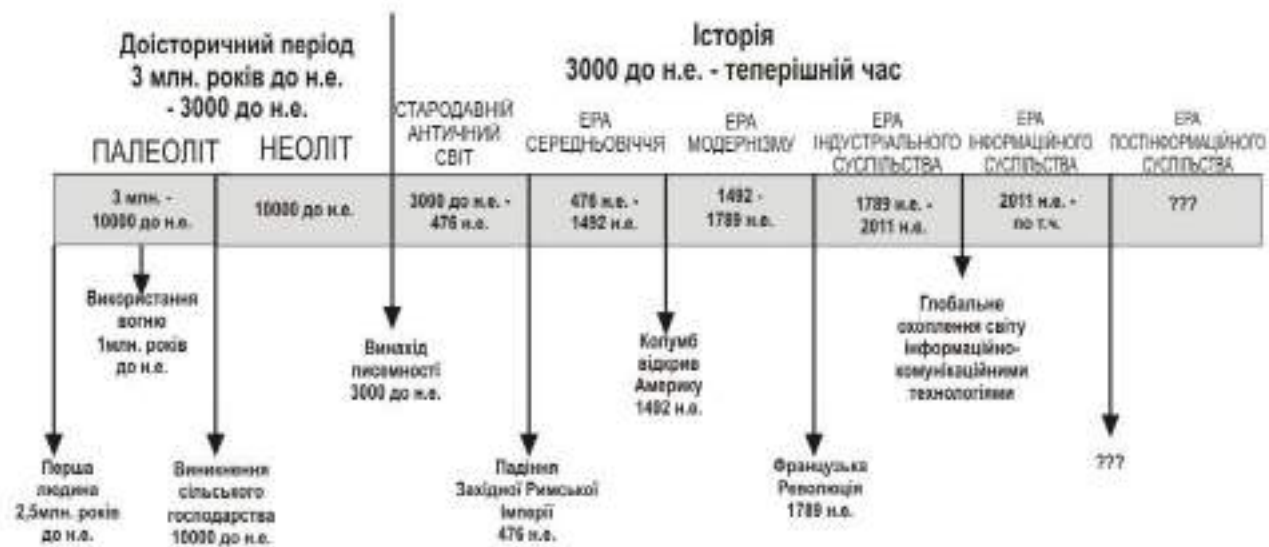 Доісторичний період
3 млн. років до н.е.
- 3000 до н.е.
Історія
3000 до н.е. - теперішній час
ПАЛЕОЛІТ
НЕОЛІТ
СТАРОДАВНІЙ
АНТИЧНИЙ
СВІТ
ЕРА
СЕРЕДНЬОВІЧЧЯ
ЕРА
МОДЕРНІЗМУ
ЕРА
ІНДУСТРІАЛЬНОГО
СУСПІЛЬСТВА
ЕРА
ІНФОРМАЦІЙНОГО
СУСПІЛЬСТВА
ЕРА
ПОСТІНФОРМАЦІЙНОГО
СУСПІЛЬСТВА
3 млн. -
10000 до н.е.
10000 до н.е.
3000 до н.е. -
476 н.е.
476 н.е. -
1492 н.е.
1492 -
1789 н.е.
1789 н.е. -
2011 н.е.
2011 н.е. -
по т.ч.
???
Використання
вогню
1млн. років
до н.е.
Винахід
писемності
3000 до н.е.
Колумб
відкрив
Америку
1492 н.е.
Глобальне
охоплення світу
інформаційно-
комунікаційними
технологіями
Перша
людина
2,5млн. років
до н.е.
Виникнення
сільського
господарства
10000 до н.е.
Падіння
Західної Римської
Імперії
476 н.е.
Французька
Революція
1789 н.е.
???